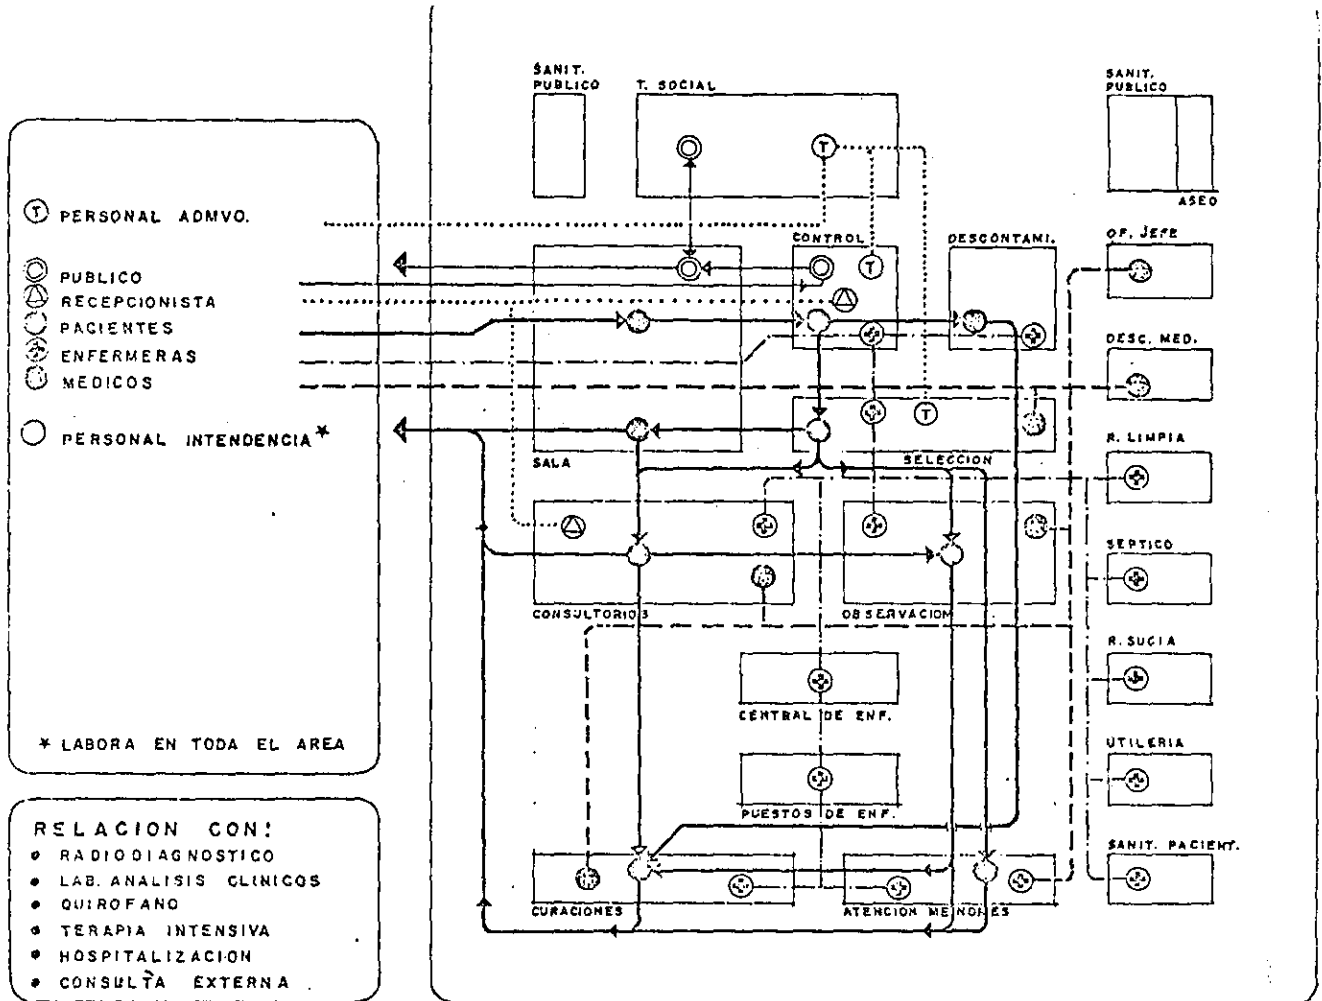 T PERSONAL ADMVO.
PUBLICO
RECEPCIONISTA
PACIENTES
ENFERMERAS
MEDICOS
PERSONAL INTENDENCIA *
* LABORA EN TODA EL AREA
RELACION CON:
• RADIODIAGNOSTICO
• LAB. ANALISIS CLINICOS
• QUIROFANO
• TERAPIA INTENSIVA
• HOSPITALIZACION
• CONSULTA EXTERNA
SANIT.
PUBLICO
T. SOCIAL
T
SANIT.
PUBLICO
ASEO
CONTROL
T
DESCONTAMI.
OF. JEFE
DESC. MED.
T
SALA
SELECCION
R. LIMPIA
CONSULTORIOS
OBSERVACION
SEPTICO
R. SUCIA
CENTRAL DE ENF.
UTILERIA
PUESTOS DE ENF.
SANIT. PACIENT.
CURACIONES
ATENCION MENORES